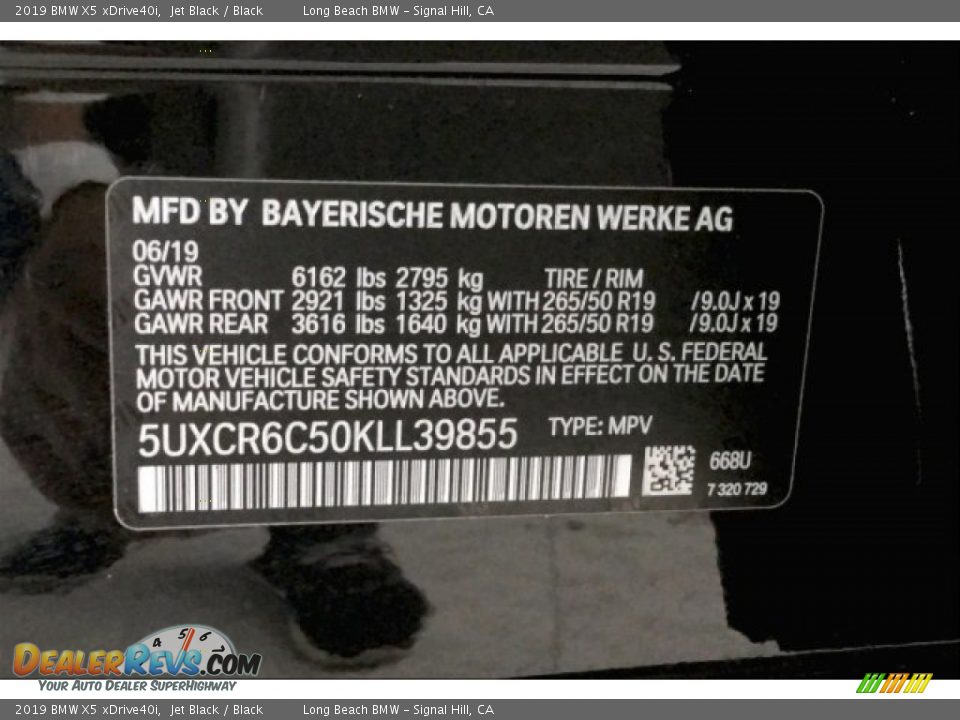 2019 BMW X5 xDrive40i, Jet Black / Black Long Beach BMW - Signal Hill, CA
MFD BY BAYERISCHE MOTOREN WERKE AG
06/19
GVWR 6162 lbs 2795 kg TIRE / RIM
GAWR FRONT 2921 lbs 1325 kg WITH 265/50 R19 /9.0J x 19
GAWR REAR 3616 lbs 1640 kg WITH 265/50 R19 /9.0J x 19
THIS VEHICLE CONFORMS TO ALL APPLICABLE U. S. FEDERAL
MOTOR VEHICLE SAFETY STANDARDS IN EFFECT ON THE DATE
OF MANUFACTURE SHOWN ABOVE.
5UXCR6C50KLL39855 TYPE: MPV
668U
7 320 729
4 5 6
DEALERREVS.COM
YOUR AUTO DEALER SUPERHIGHWAY
2019 BMW X5 xDrive40i, Jet Black / Black Long Beach BMW - Signal Hill, CA